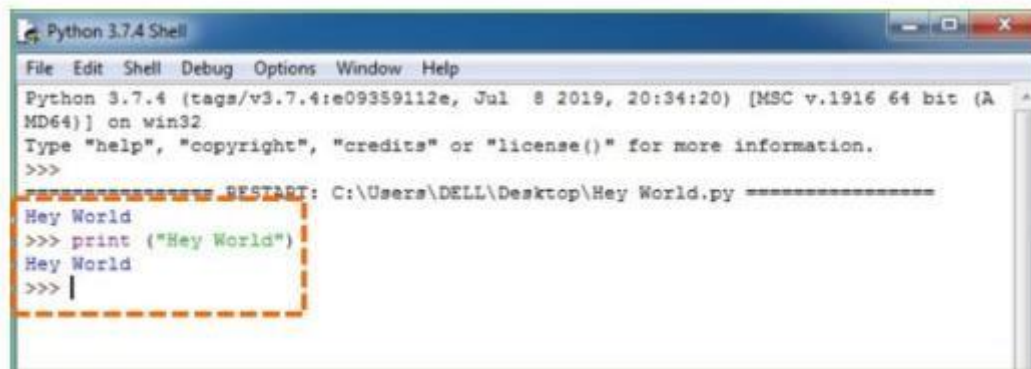 Python 3.7.4 Shell
File Edit Shell Debug Options Window Help
Python 3.7.4 (tags/v3.7.4:e09359112e, Jul 8 2019, 20:34:20) [MSC v.1916 64 bit (A
MD64)] on win32
Type "help", "copyright", "credits" or "license()" for more information.
>>>
================ RESTART: C:\Users\DELL\Desktop\Hey World.py ================
Hey World
>>> print ("Hey World")
Hey World
>>>